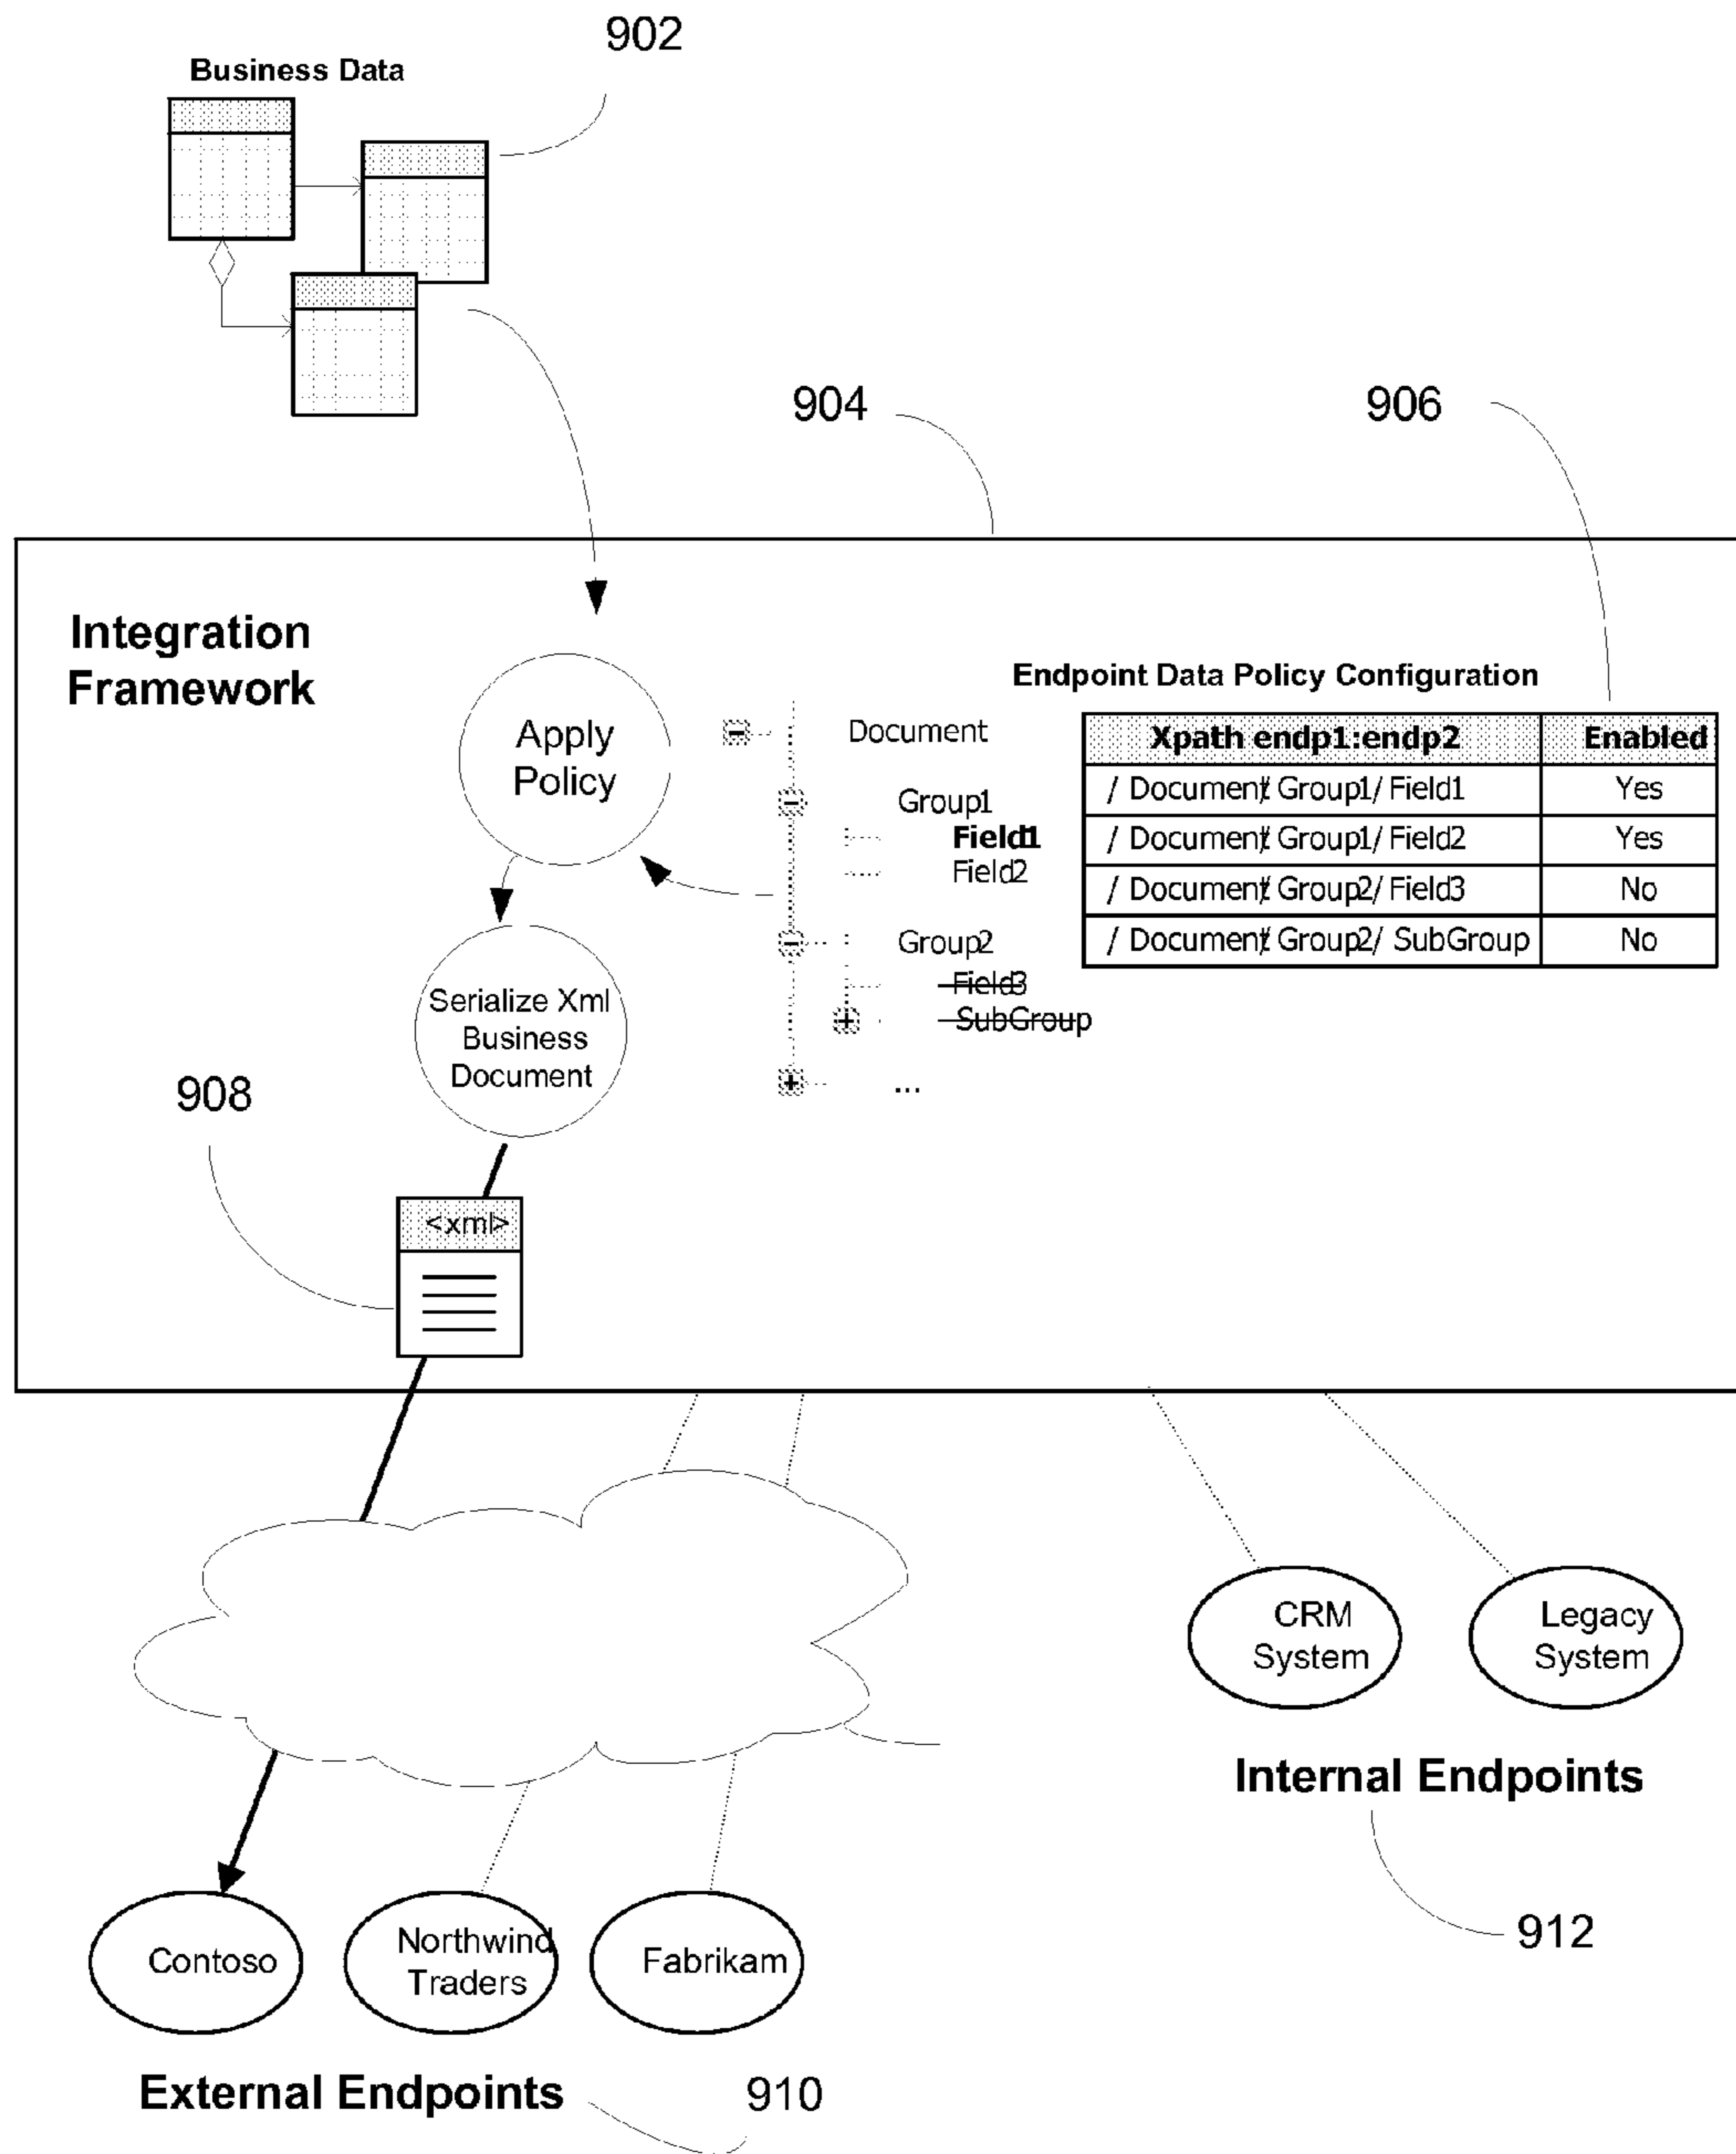 902
Business Data
904
906
Integration
Framework
Endpoint Data Policy Configuration
Apply
Policy
Document
Group1
Field1
Field2
Group2
Field3
SubGroup
...
Xpath endp1:endp2 Enabled
/ Document/ Group1/ Field1 Yes
/ Document/ Group1/ Field2 Yes
/ Document/ Group2/ Field3 No
/ Document/ Group2/ SubGroup No
Serialize Xml
Business
Document
908
<xml>
CRM
System
Legacy
System
Internal Endpoints
912
Contoso
Northwind
Traders
Fabrikam
External Endpoints
910